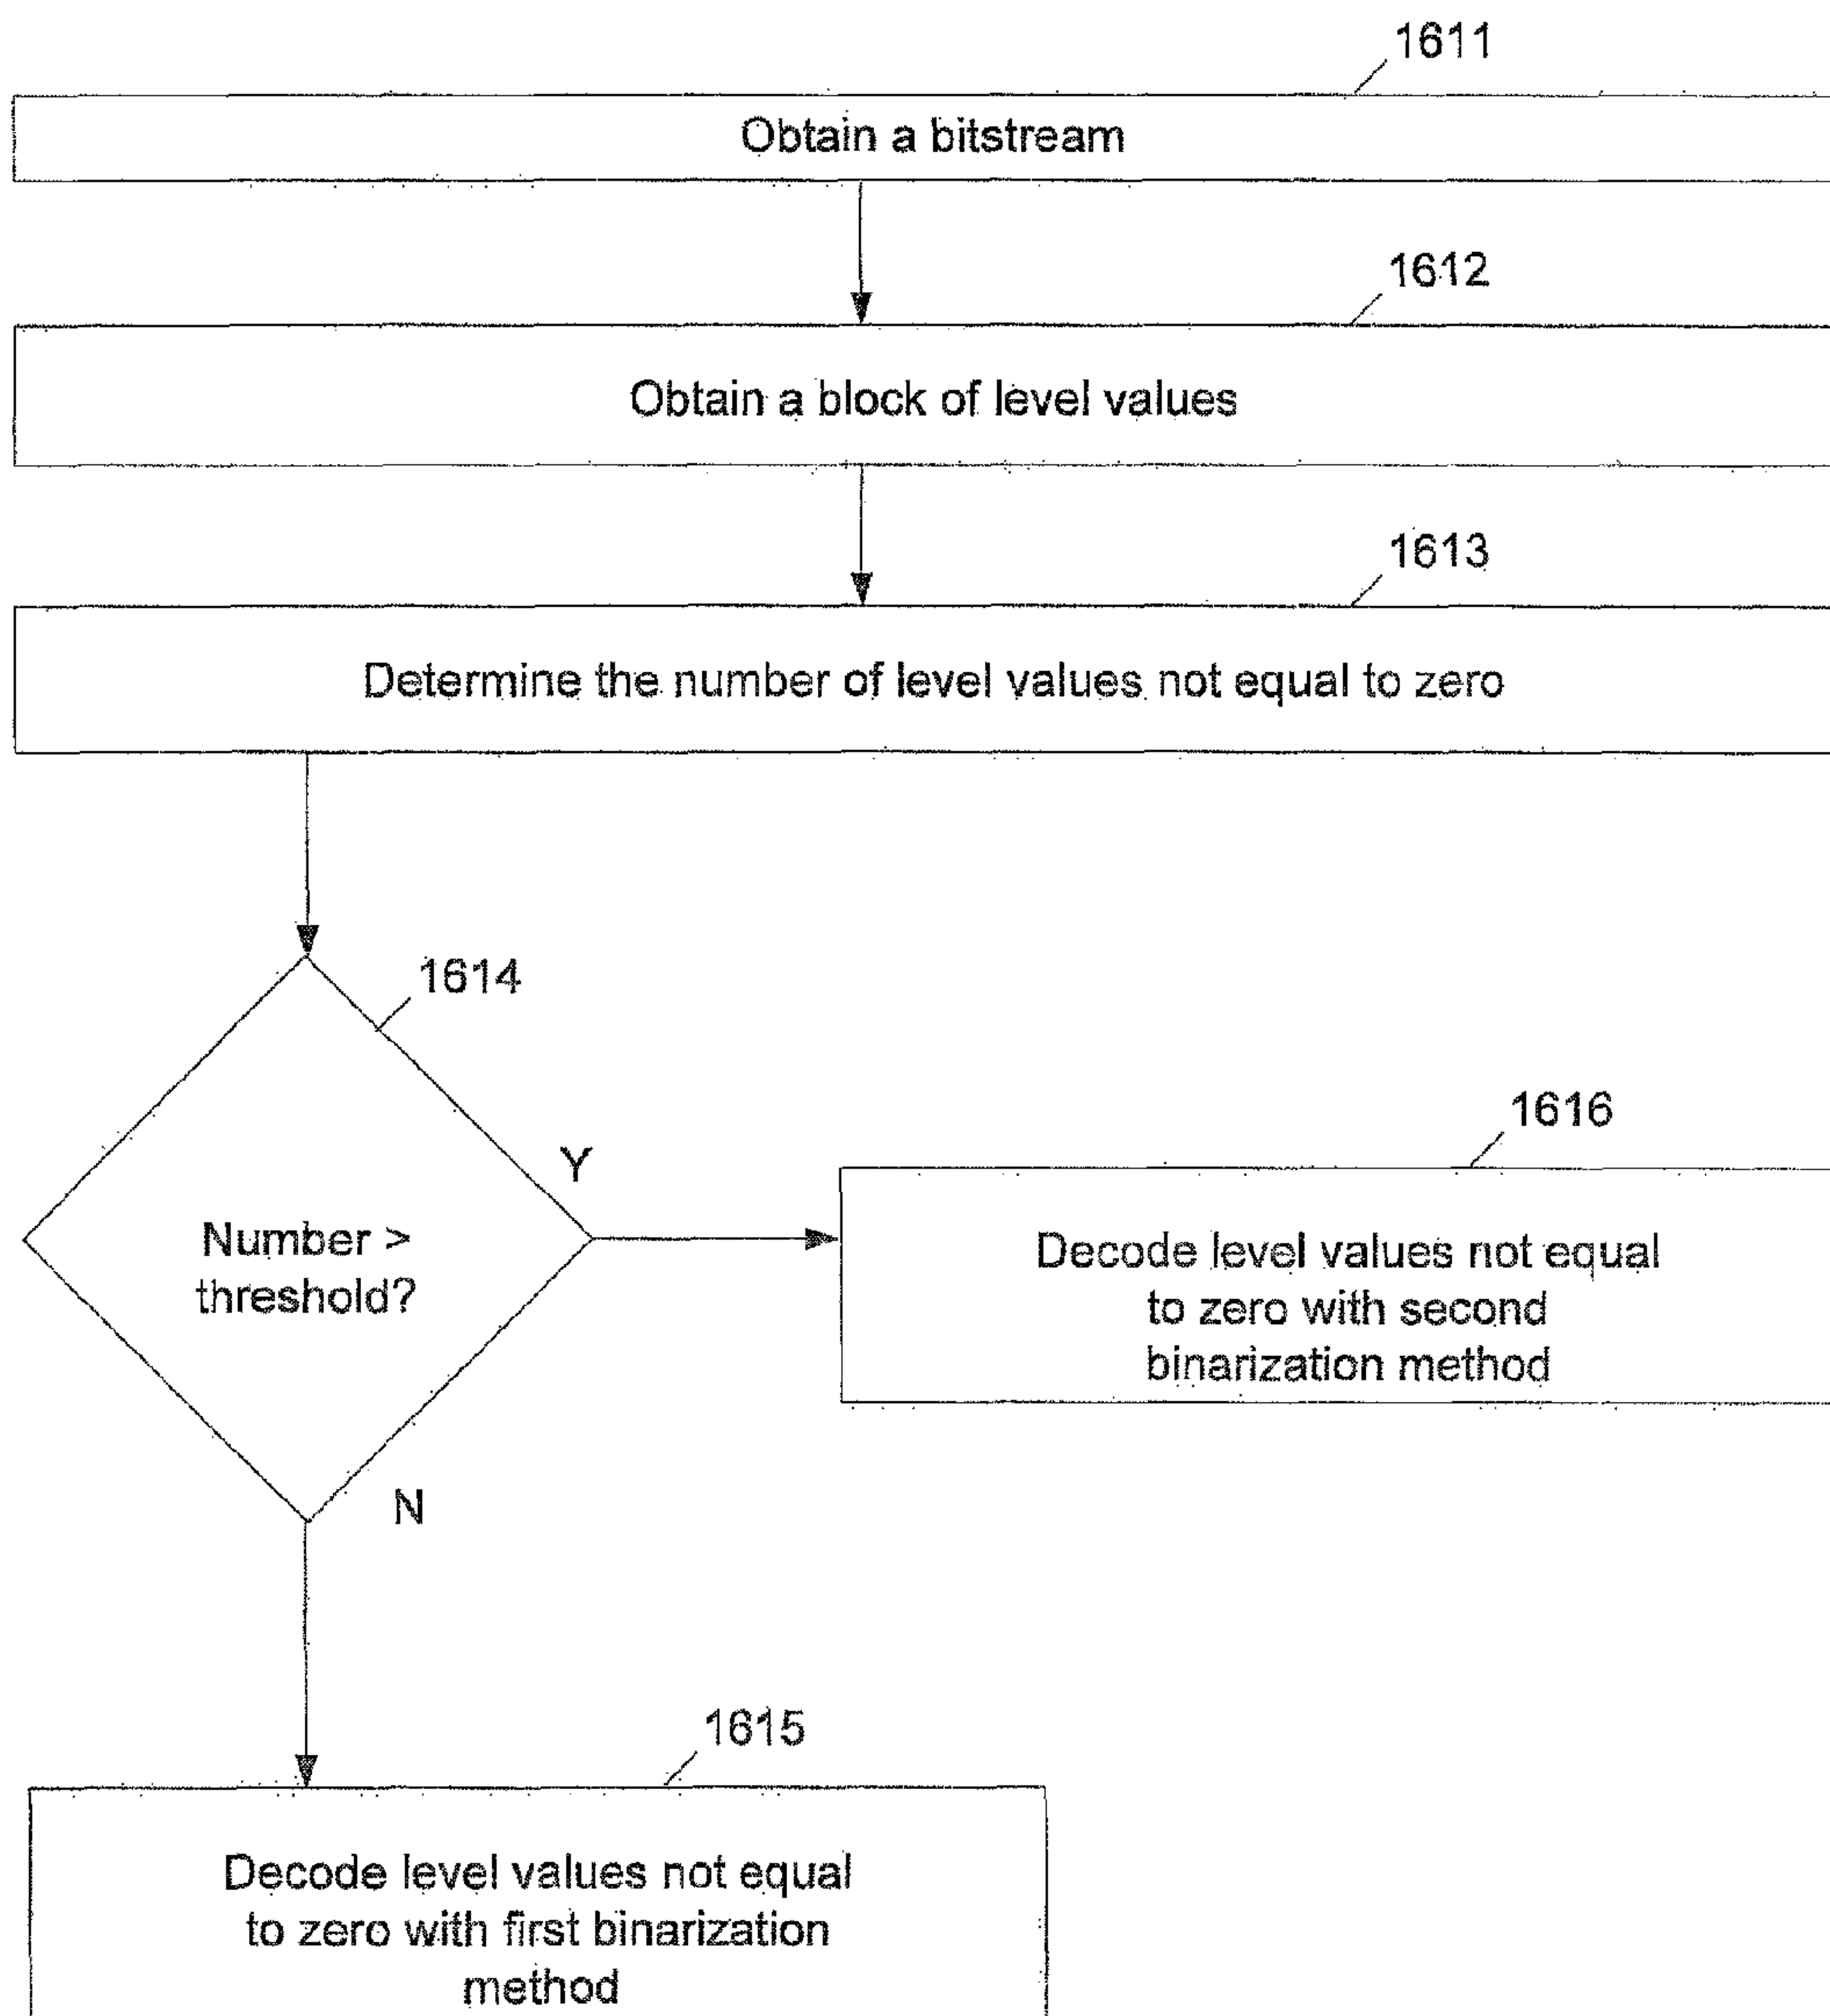 1611
Obtain a bitstream
1612
Obtain a block of level values
1613
Determine the number of level values not equal to zero
1614
Number >
threshold?
Y
N
1616
Decode level values not equal
to zero with second
binarization method
1615
Decode level values not equal
to zero with first binarization
method